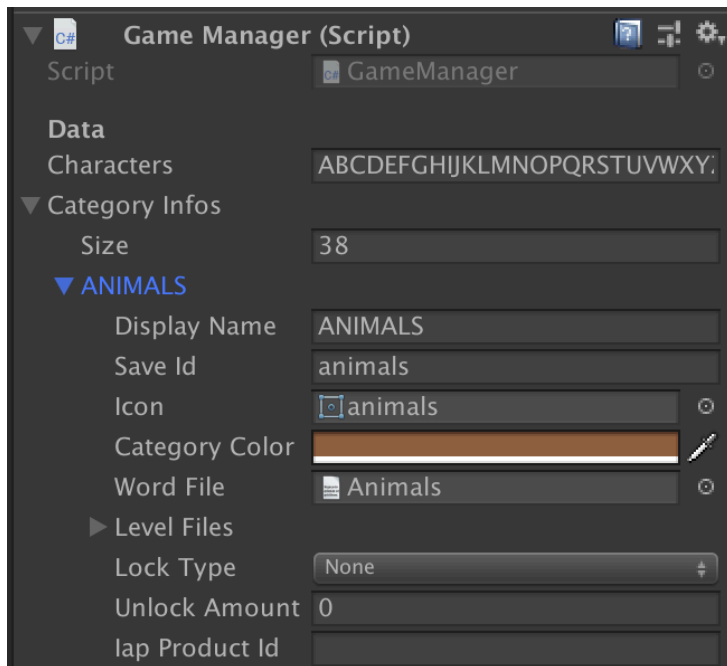 C# Game Manager (Script)
Script C# GameManager
Data
Characters ABCDEFGHIJKLMNOPQRSTUVWXY
Category Infos
Size 38
ANIMALS
Display Name ANIMALS
Save Id animals
Icon animals
Category Color
Word File Animals
Level Files
Lock Type None
Unlock Amount 0
Iap Product Id